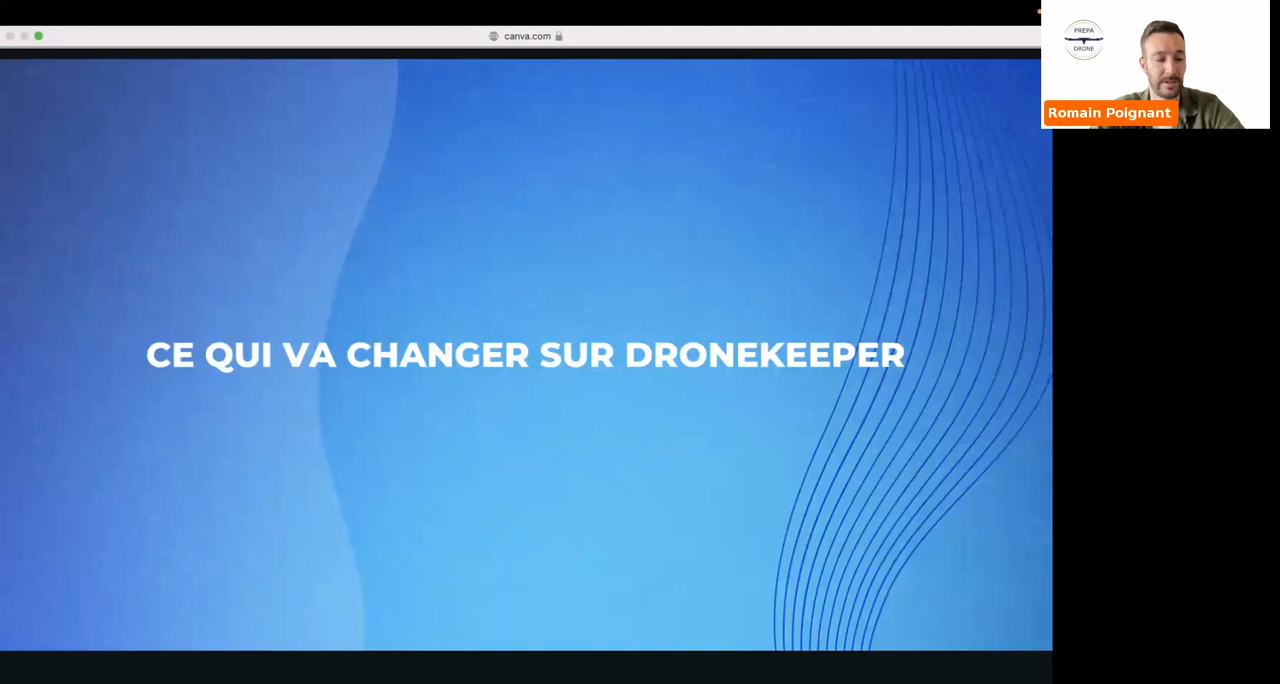 canva.com
PREPA
DRONE
Romain Poignant
CE QUI VA CHANGER SUR DRONEKEEPER